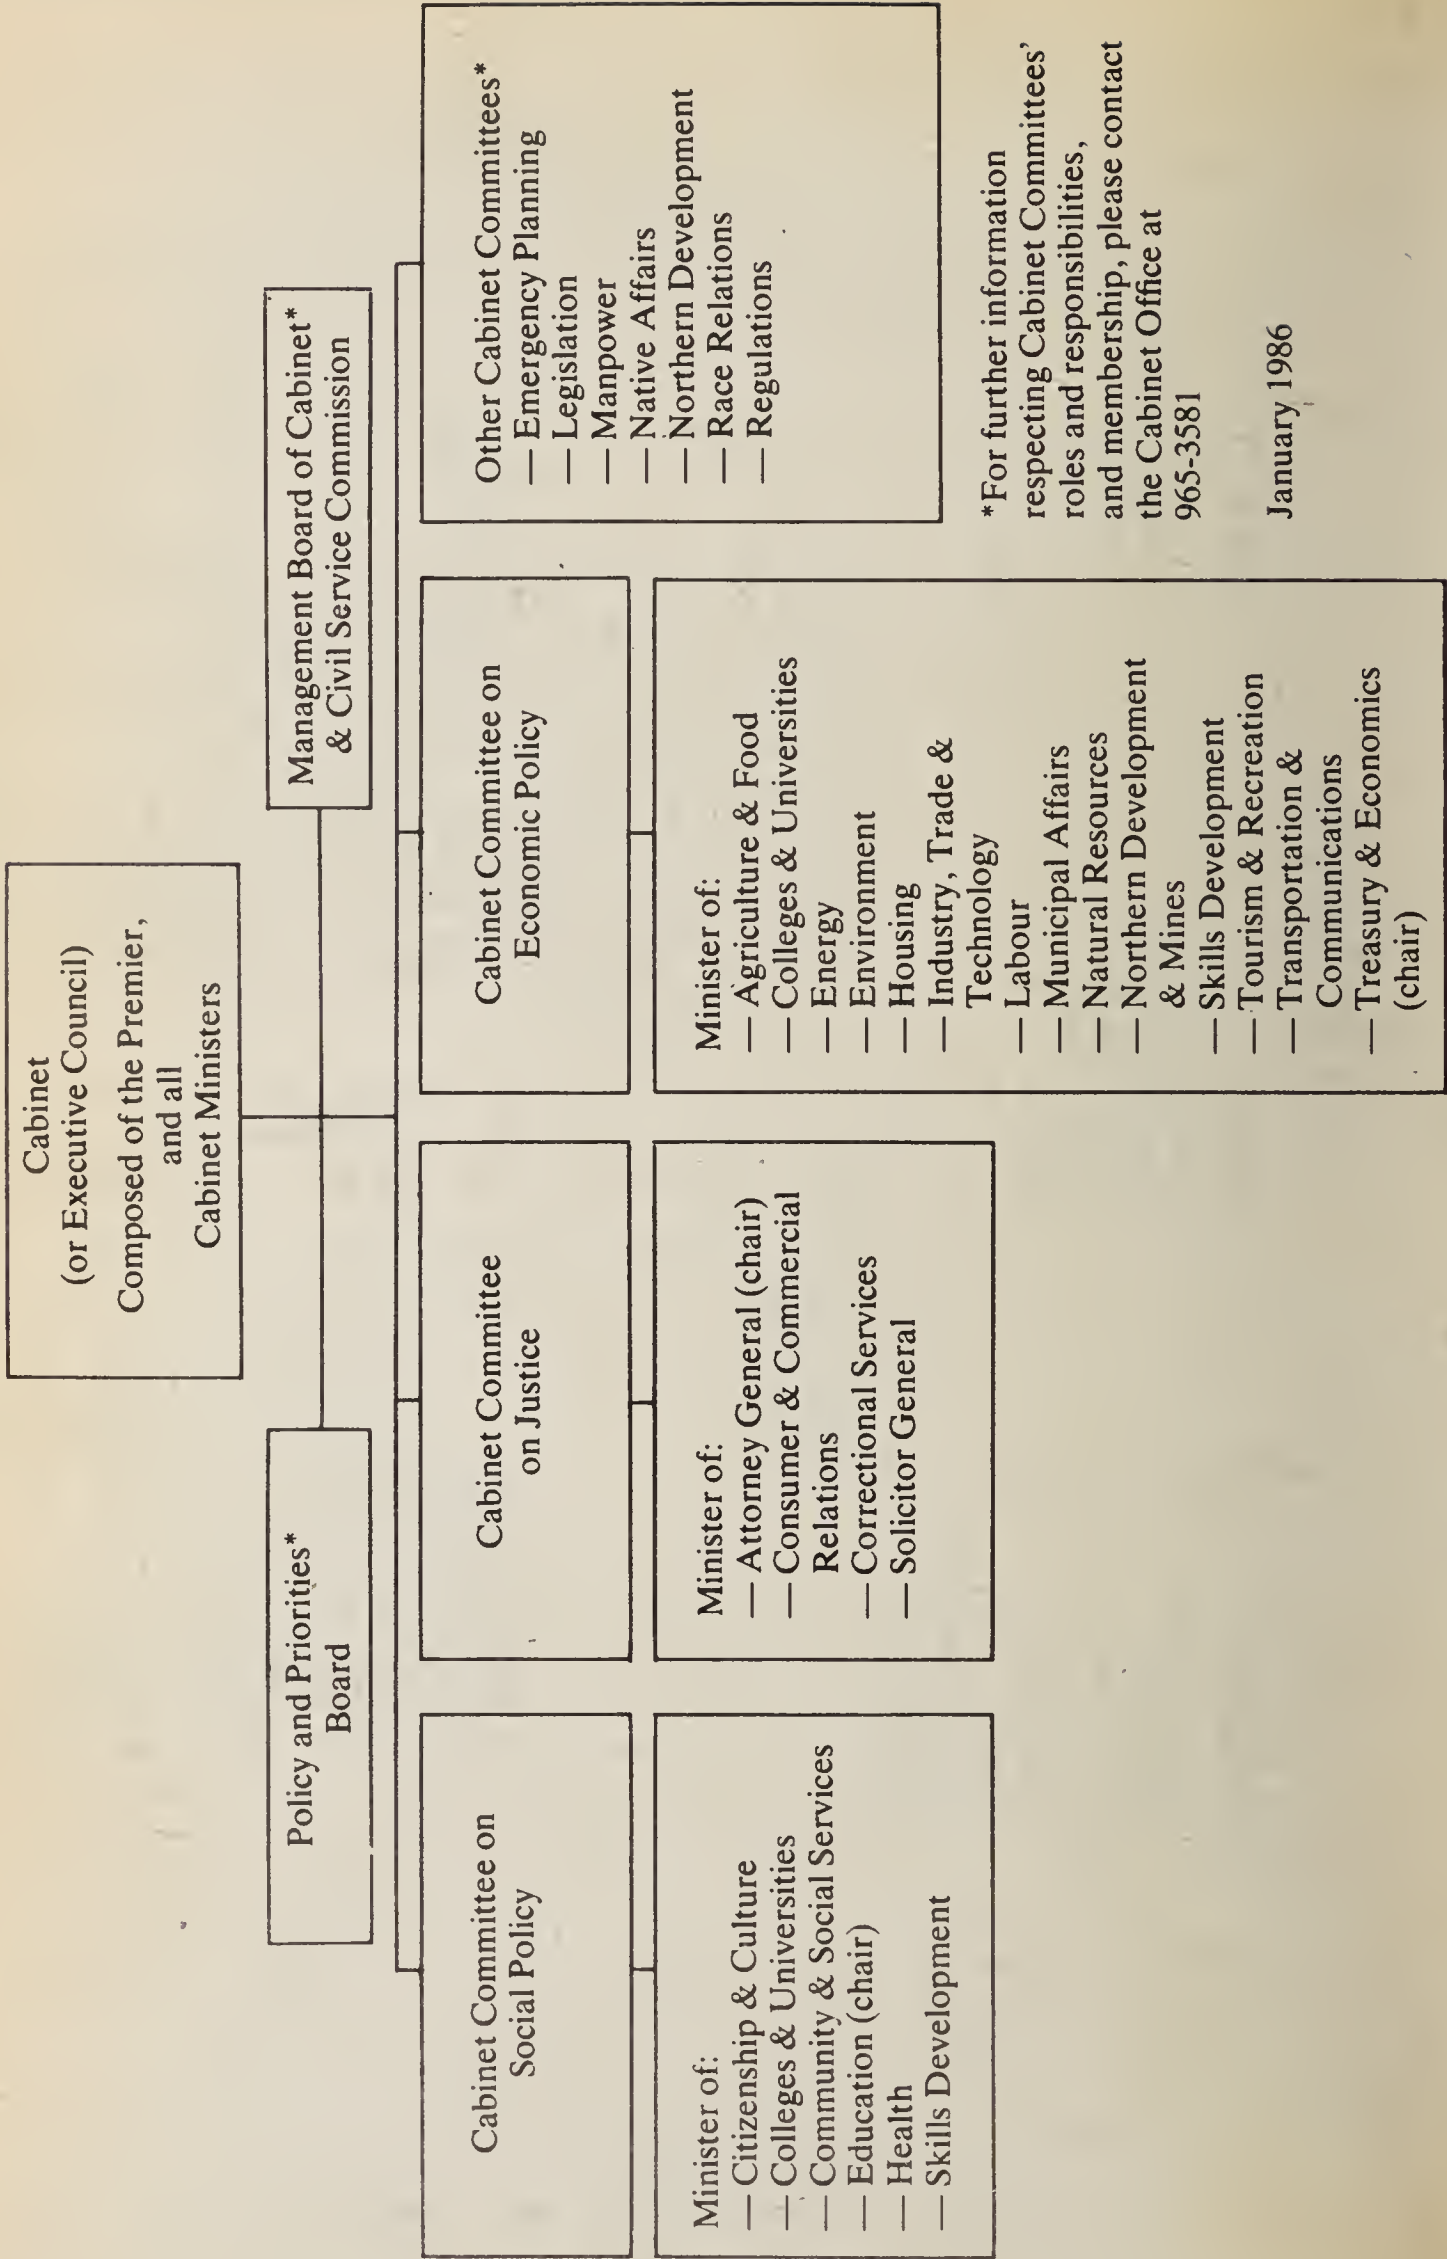 Cabinet
(or Executive Council)
Composed of the Premier,
and all
Cabinet Ministers
Policy and Priorities*
Board
Management Board of Cabinet*
& Civil Service Commission
Cabinet Committee on
Social Policy
Minister of:
— Citizenship & Culture
— Colleges & Universities
— Community & Social Services
— Education (chair)
— Health
— Skills Development
Cabinet Committee
on Justice
Minister of:
— Attorney General (chair)
— Consumer & Commercial
Relations
— Correctional Services
— Solicitor General
Cabinet Committee on
Economic Policy
Minister of:
— Agriculture & Food
— Colleges & Universities
— Energy
— Environment
— Housing
— Industry, Trade &
Technology
— Labour
— Municipal Affairs
— Natural Resources
— Northern Development
& Mines
— Skills Development
— Tourism & Recreation
— Transportation &
Communications
— Treasury & Economics
(chair)
Other Cabinet Committees*
— Emergency Planning
— Legislation
— Manpower
— Native Affairs
— Northern Development
— Race Relations
— Regulations
*For further information
respecting Cabinet Committees'
roles and responsibilities,
and membership, please contact
the Cabinet Office at
965-3581
January 1986